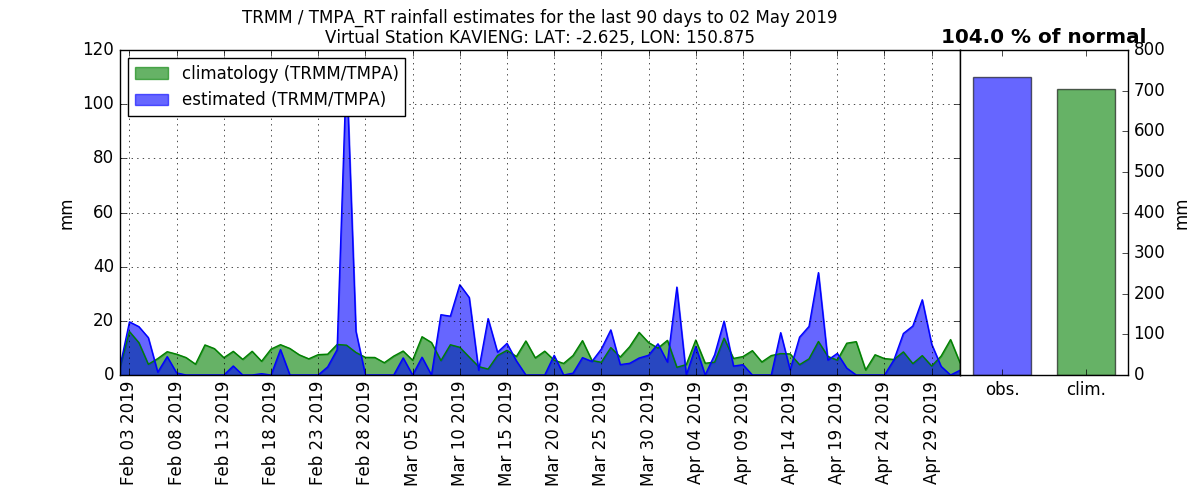 TRMM / TMPA_RT rainfall estimates for the last 90 days to 02 May 2019
Virtual Station KAVIENG: LAT: -2.625, LON: 150.875
104.0 % of normal
climatology (TRMM/TMPA)
estimated (TRMM/TMPA)
120
100
80
60
40
20
0
mm
Feb 03 2019
Feb 08 2019
Feb 13 2019
Feb 18 2019
Feb 23 2019
Feb 28 2019
Mar 05 2019
Mar 10 2019
Mar 15 2019
Mar 20 2019
Mar 25 2019
Mar 30 2019
Apr 04 2019
Apr 09 2019
Apr 14 2019
Apr 19 2019
Apr 24 2019
Apr 29 2019
obs.
clim.
800
700
600
500
400
300
200
100
0
mm